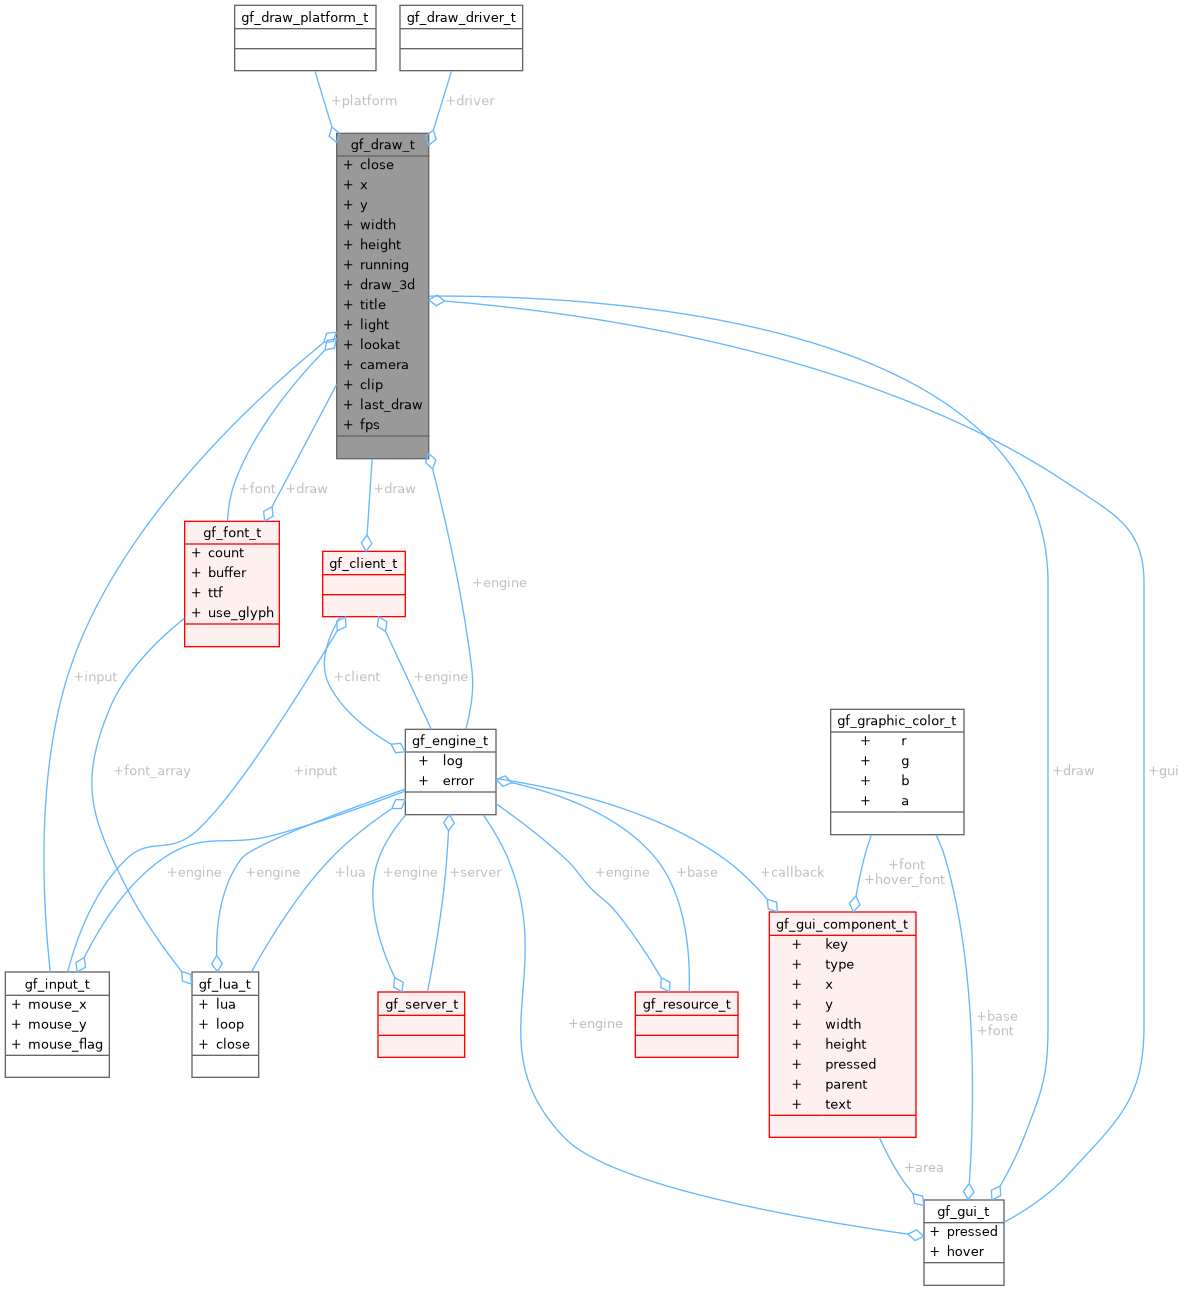 gf_draw_platform_t
gf_draw_driver_t
+platform
+driver
gf_draw_t
+ close
+ x
+ y
+ width
+ height
+ running
+ draw_3d
+ title
+ light
+ lookat
+ camera
+ clip
+ last_draw
+ fps
+font
+draw
+draw
gf_font_t
+ count
+ buffer
+ ttf
+ use_glyph
gf_client_t
+engine
+input
+client
+engine
+font_array
+input
gf_engine_t
+ log
+ error
gf_graphic_color_t
+ r
+ g
+ b
+ a
+draw
+gui
+engine
+engine
+lua
+engine
+server
+engine
+base
+callback
+font
+hover_font
gf_input_t
+ mouse_x
+ mouse_y
+ mouse_flag
gf_lua_t
+ lua
+ loop
+ close
gf_server_t
+engine
gf_resource_t
gf_gui_component_t
+ key
+ type
+ x
+ y
+ width
+ height
+ pressed
+ parent
+ text
+base
+font
+area
gf_gui_t
+ pressed
+ hover